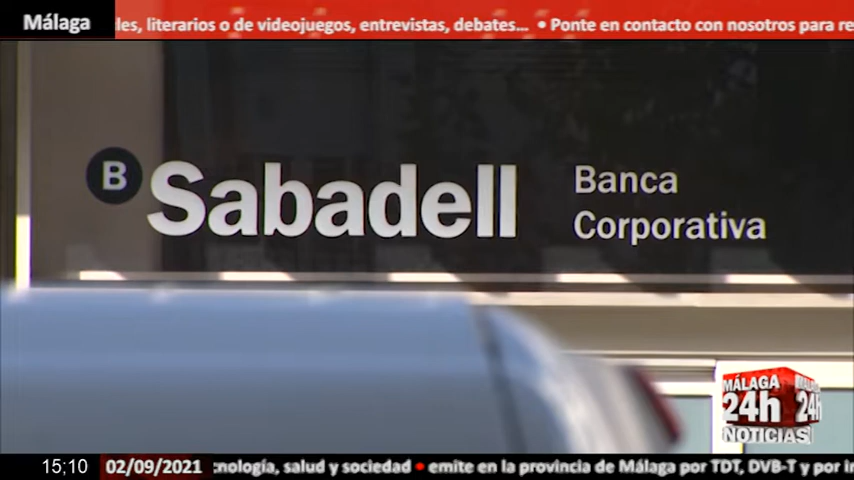 Málaga
les, literarios o de videojuegos, entrevistas, debates... • Ponte en contacto con nosotros para re
B Sabadell
Banca
Corporativa
MÁLAGA MÁLAGA
24h 24h
NOTICIAS
15:10 02/09/2021 cnología, salud y sociedad • emite en la provincia de Málaga por TDT, DVB-T y por in